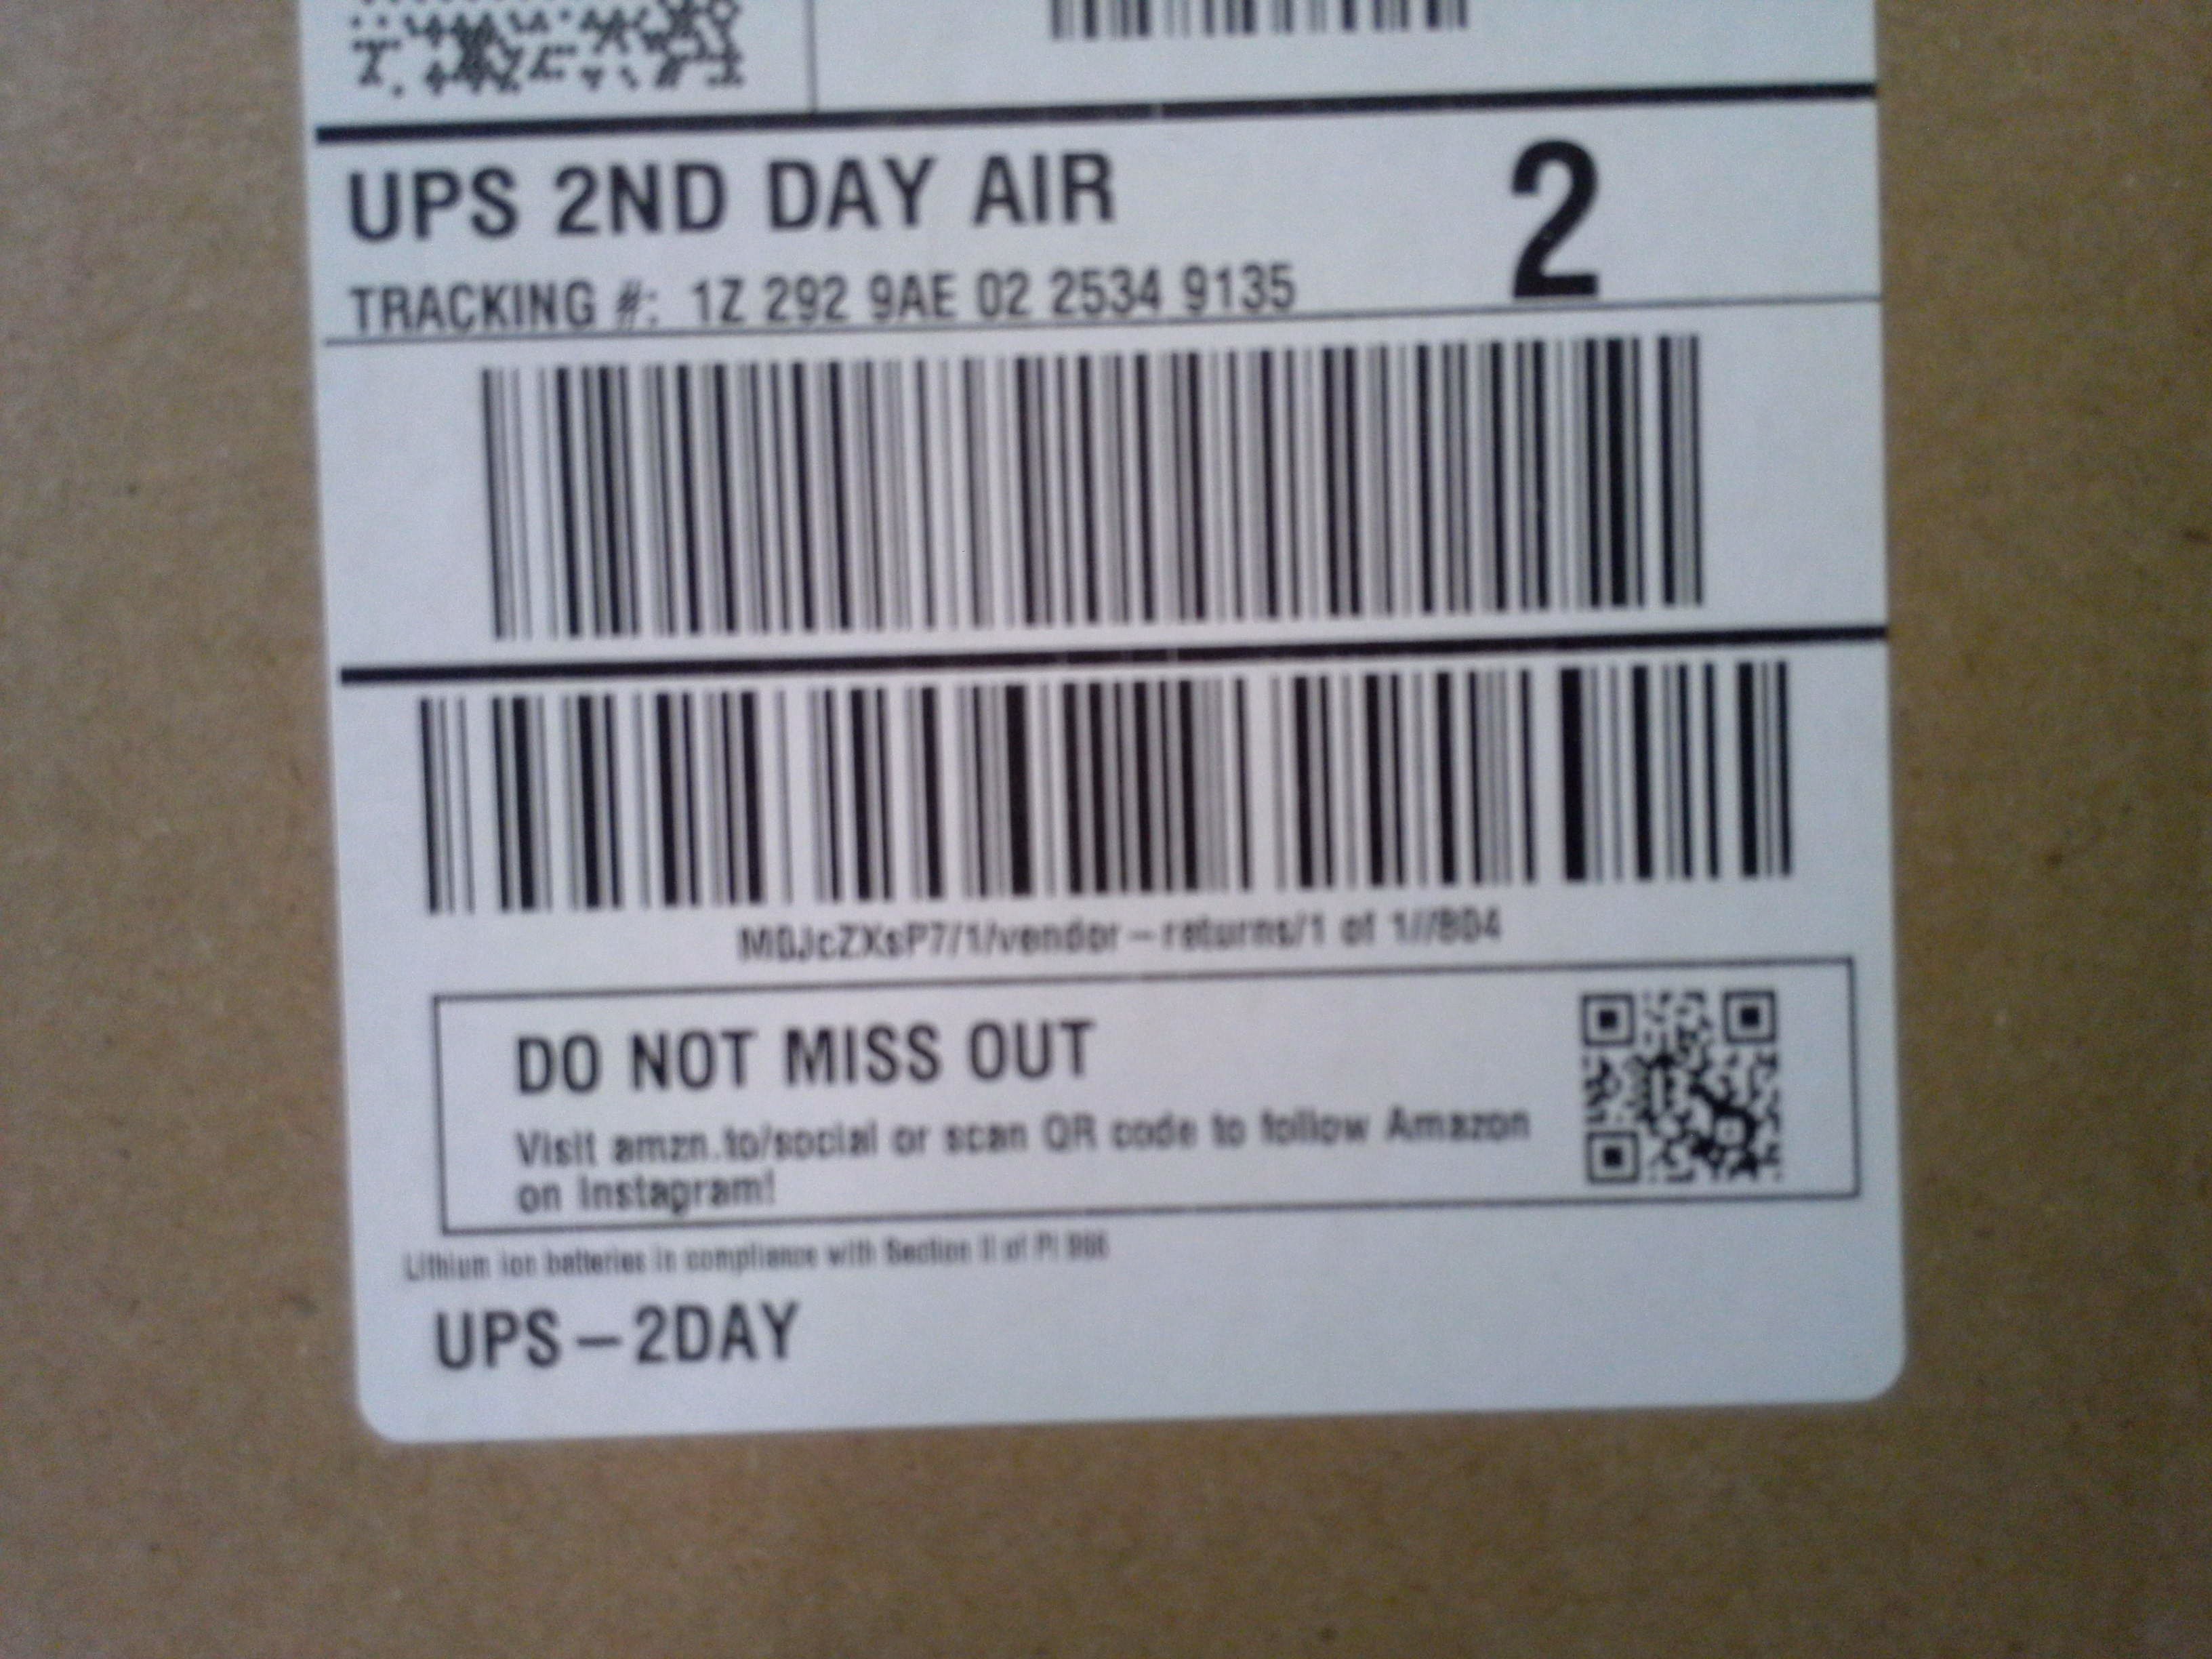 UPS 2ND DAY AIR
2
TRACKING #: 1Z 292 9AE 02 2534 9135
M0JcZXsP7/1/vendor-returns/1 of 1//804
DO NOT MISS OUT
Visit amzn.to/social or scan QR code to follow Amazon
on Instagram!
Lithium ion batteries in compliance with Section II of PI 966
UPS-2DAY